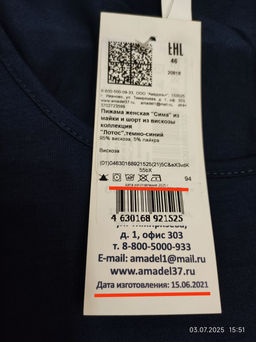 EAC
46
20818
Пижама женская "Сима" из
майки и шорт из вискозы
коллекции
"Лотос",темно-синий
95% вискоза, 5% лайкра
Вискоза
94
4 630168 921525
д. 1, офис 303
т. 8-800-5000-933
E-mail: amadel1@mail.ru
www.amadel37.ru
Дата изготовления: 15.06.2021
03.07.2025 15:51